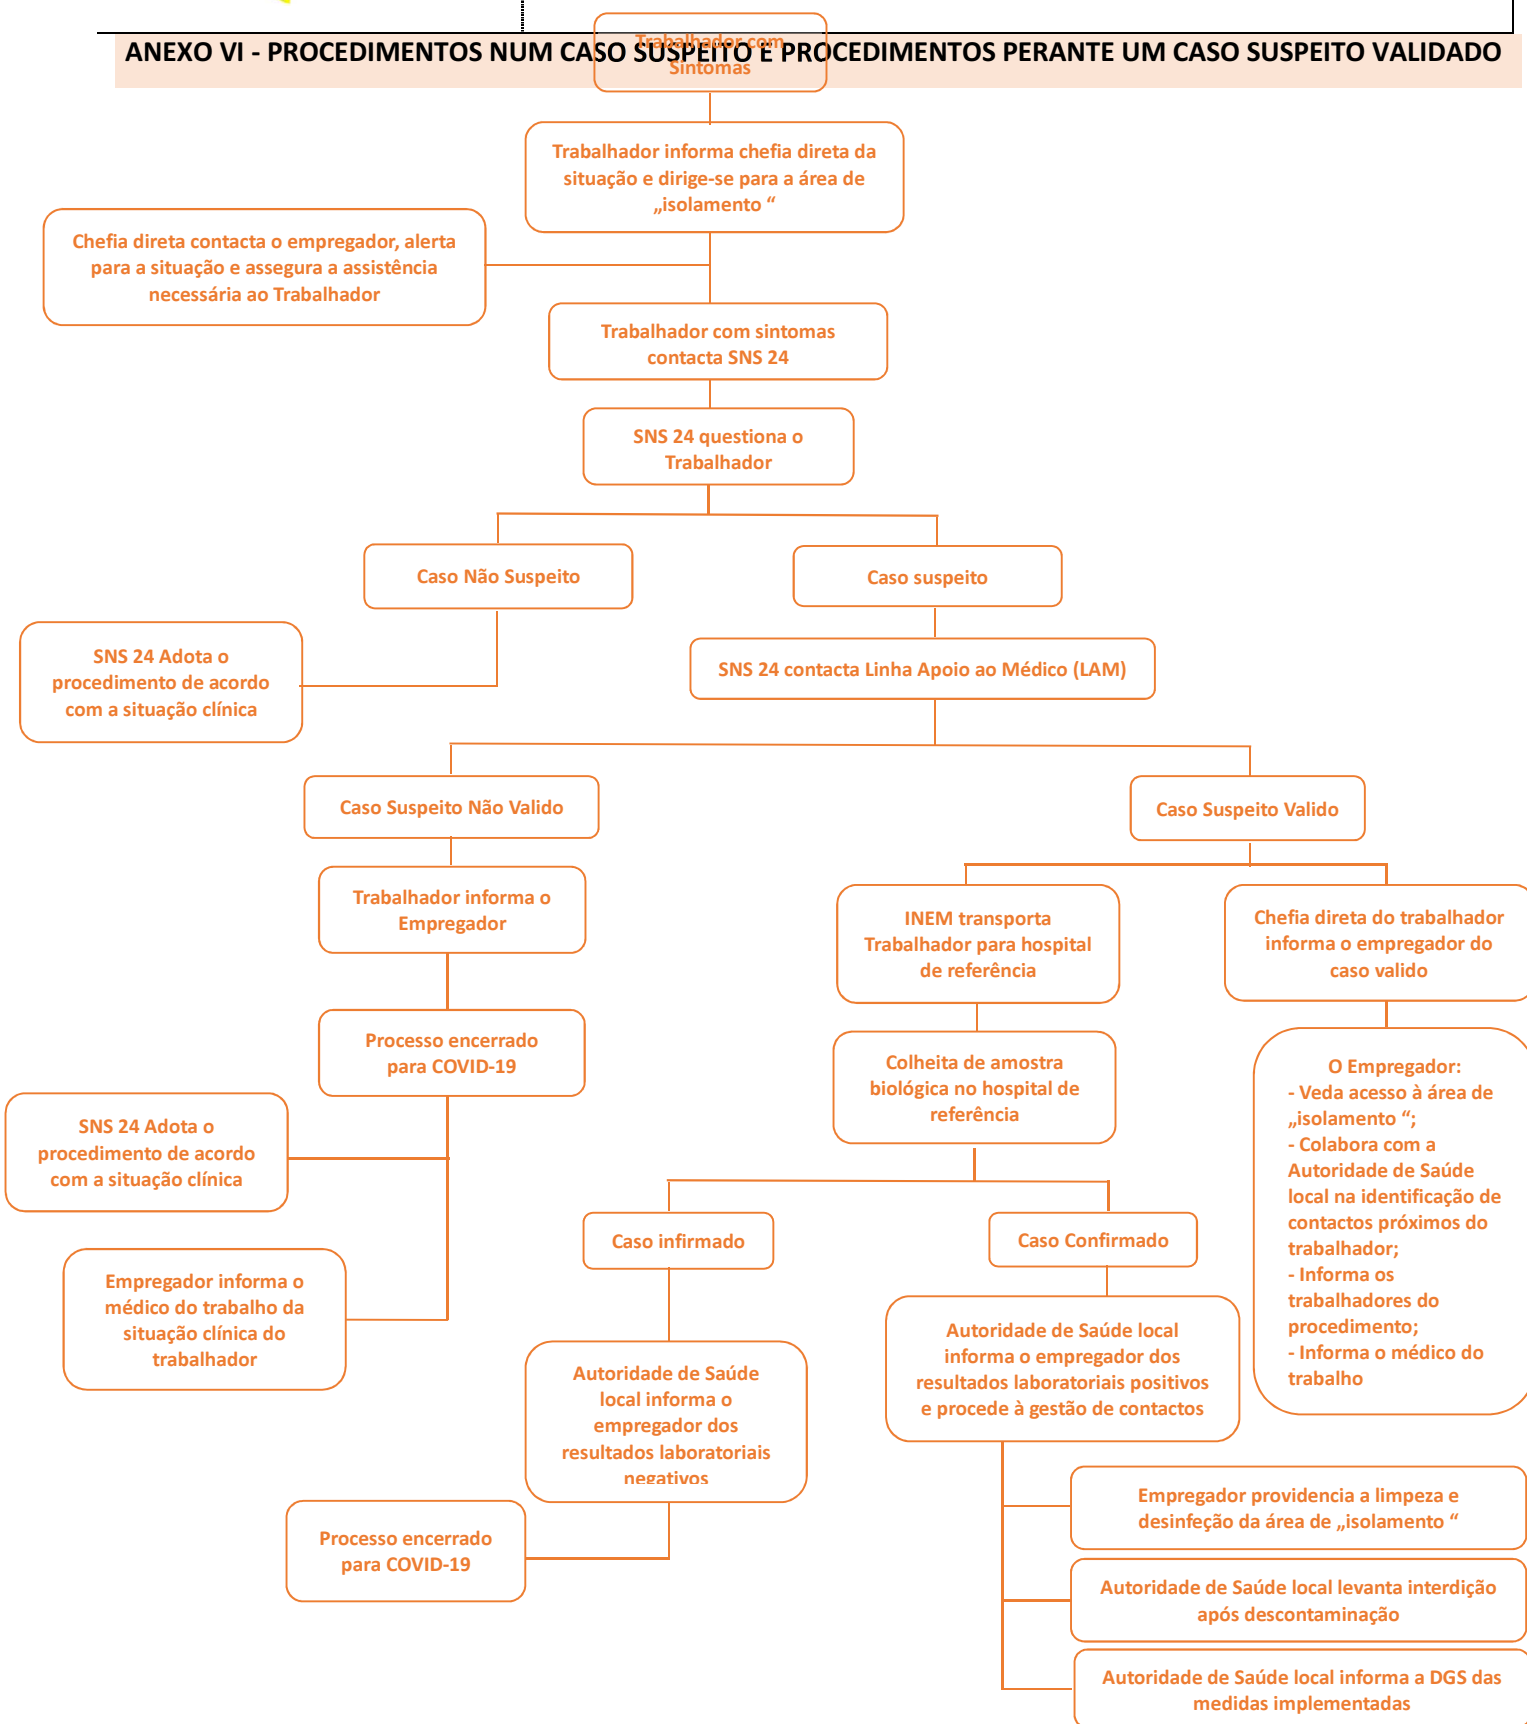 ANEXO VI - PROCEDIMENTOS NUM CASO SUSPEITO E PROCEDIMENTOS PERANTE UM CASO SUSPEITO VALIDADO
Trabalhador com
Sintomas
Trabalhador informa chefia direta da
situação e dirige-se para a área de
„isolamento “
Chefia direta contacta o empregador, alerta
para a situação e assegura a assistência
necessária ao Trabalhador
Trabalhador com sintomas
contacta SNS 24
SNS 24 questiona o
Trabalhador
Caso Não Suspeito
Caso suspeito
SNS 24 Adota o
procedimento de acordo
com a situação clínica
SNS 24 contacta Linha Apoio ao Médico (LAM)
Caso Suspeito Não Valido
Caso Suspeito Valido
Trabalhador informa o
Empregador
INEM transporta
Trabalhador para hospital
de referência
Chefia direta do trabalhador
informa o empregador do
caso valido
Processo encerrado
para COVID-19
Colheita de amostra
biológica no hospital de
referência
O Empregador:
- Veda acesso à área de
„isolamento “;
- Colabora com a
Autoridade de Saúde
local na identificação de
contactos próximos do
trabalhador;
- Informa os
trabalhadores do
procedimento;
- Informa o médico do
trabalho
SNS 24 Adota o
procedimento de acordo
com a situação clínica
Caso infirmado
Caso Confirmado
Empregador informa o
médico do trabalho da
situação clínica do
trabalhador
Autoridade de Saúde
local informa o
empregador dos
resultados laboratoriais
negativos
Autoridade de Saúde local
informa o empregador dos
resultados laboratoriais positivos
e procede à gestão de contactos
Processo encerrado
para COVID-19
Empregador providencia a limpeza e
desinfeção da área de „isolamento “
Autoridade de Saúde local levanta interdição
após descontaminação
Autoridade de Saúde local informa a DGS das
medidas implementadas